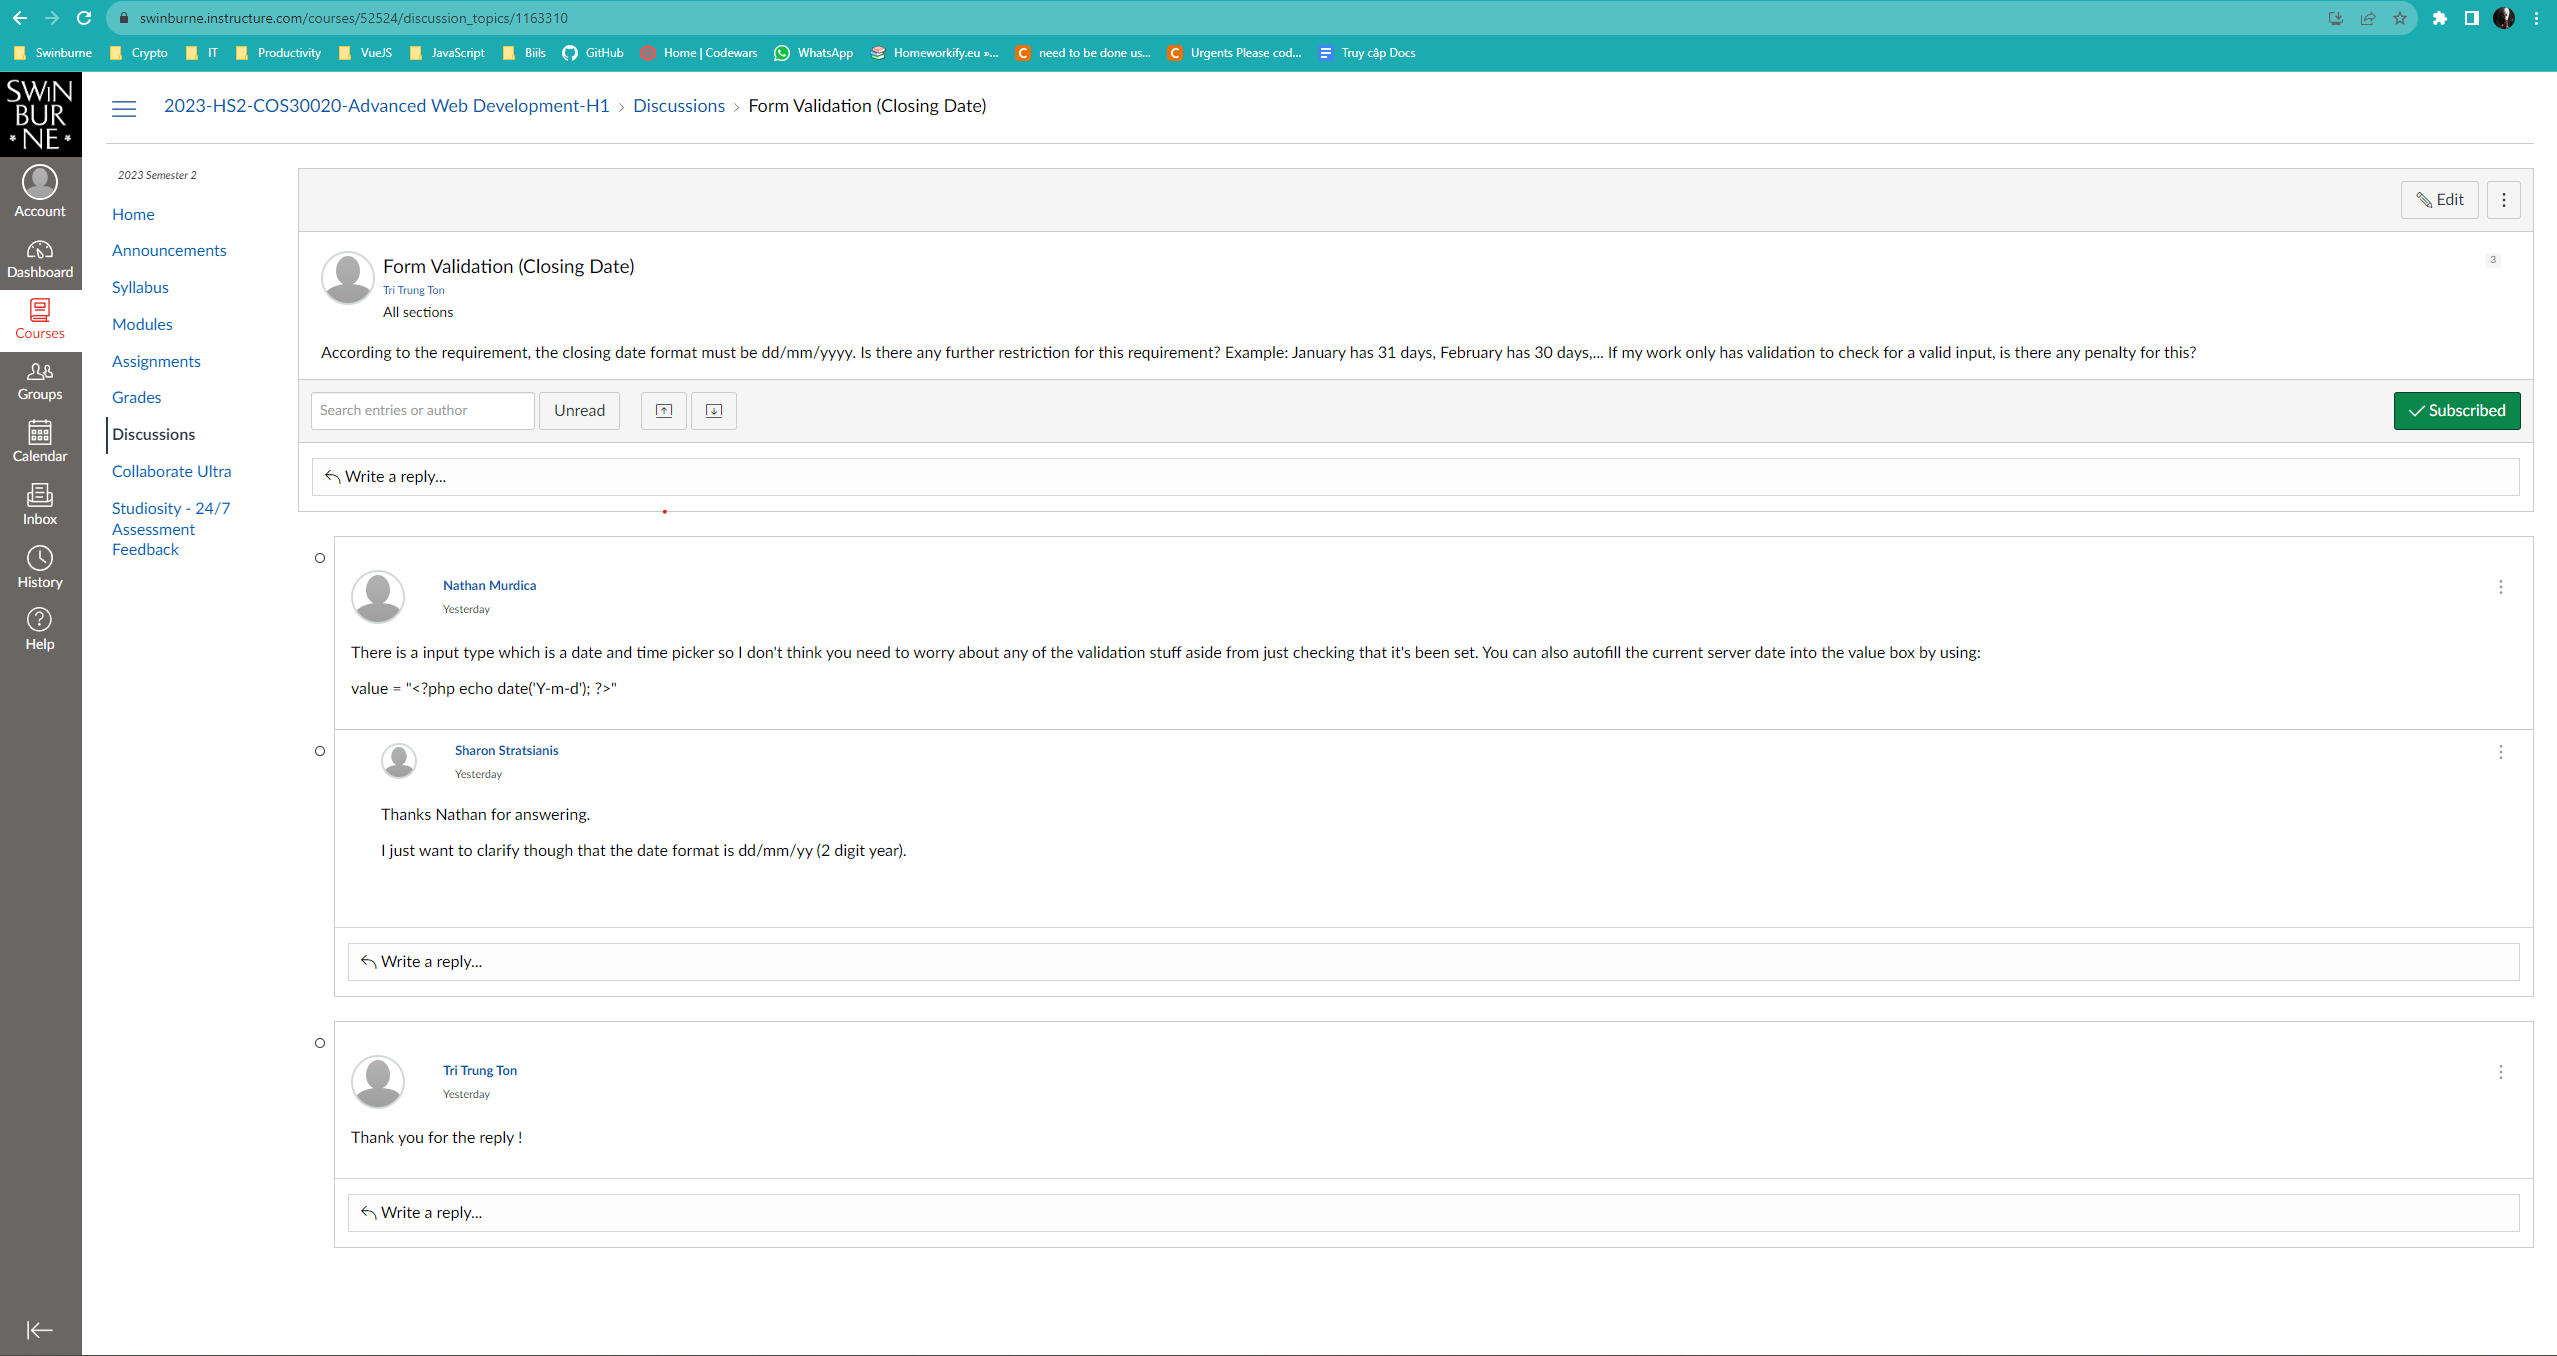 swinburne.instructure.com/courses/52524/discussion_topics/1163310
Swinburne
Crypto
IT
Productivity
VueJS
JavaScript
Biils
GitHub
Home | Codewars
WhatsApp
Homeworkify.eu »...
need to be done us...
Urgents Please cod...
Truy cập Docs
SWIN
BUR
* NE *
2023-HS2-COS30020-Advanced Web Development-H1 › Discussions › Form Validation (Closing Date)
Account
Dashboard
Courses
Groups
Calendar
Inbox
History
Help
2023 Semester 2
Home
Announcements
Syllabus
Modules
Assignments
Grades
Discussions
Collaborate Ultra
Studiosity - 24/7
Assessment
Feedback
Edit
Form Validation (Closing Date)
3
Tri Trung Ton
All sections
According to the requirement, the closing date format must be dd/mm/yyyy. Is there any further restriction for this requirement? Example: January has 31 days, February has 30 days,... If my work only has validation to check for a valid input, is there any penalty for this?
Search entries or author
Unread
Subscribed
Write a reply...
Nathan Murdica
Yesterday
There is a input type which is a date and time picker so I don't think you need to worry about any of the validation stuff aside from just checking that it's been set. You can also autofill the current server date into the value box by using:
value = "<?php echo date('Y-m-d'); ?>"
Sharon Stratsianis
Yesterday
Thanks Nathan for answering.
I just want to clarify though that the date format is dd/mm/yy (2 digit year).
Write a reply...
Tri Trung Ton
Yesterday
Thank you for the reply !
Write a reply...